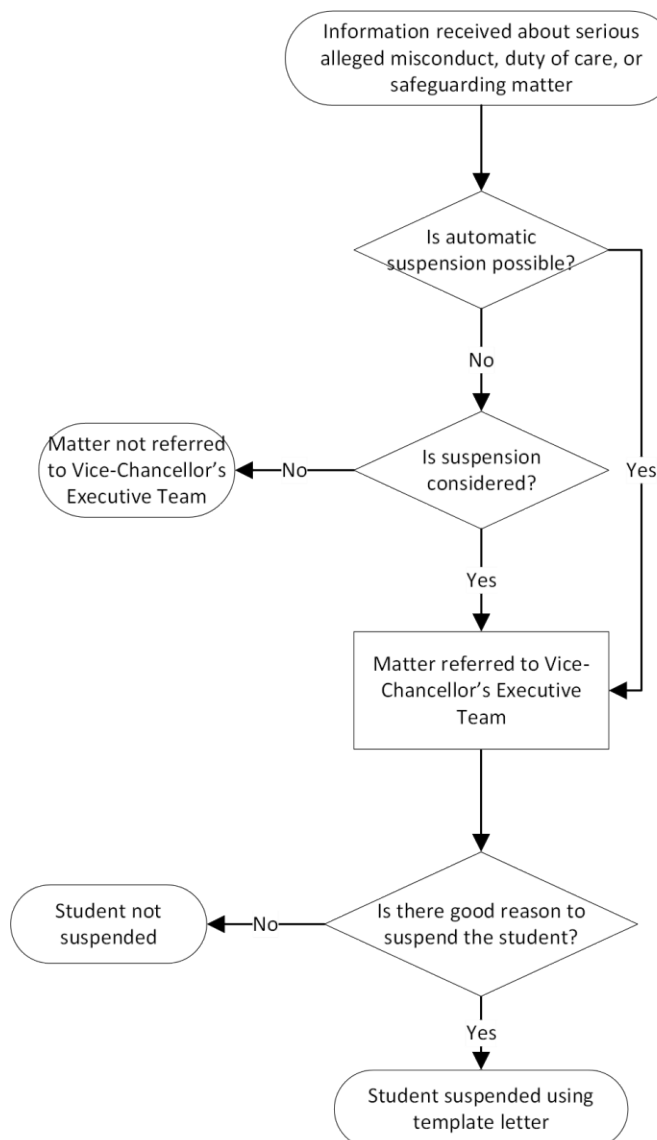 Information received about serious
alleged misconduct, duty of care, or
safeguarding matter
Is automatic
suspension possible?
No
Yes
Is suspension
considered?
No
Matter not referred
to Vice-Chancellor’s
Executive Team
Yes
Matter referred to Vice-
Chancellor’s Executive
Team
Is there good reason to
suspend the student?
No
Student not
suspended
Yes
Student suspended using
template letter